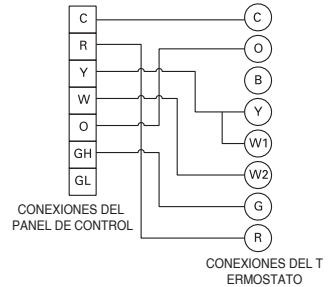 C
R
Y
W
O
GH
GL
CONEXIONES DEL
PANEL DE CONTROL
C
O
B
Y
W1
W2
G
R
CONEXIONES DEL T
ERMOSTATO